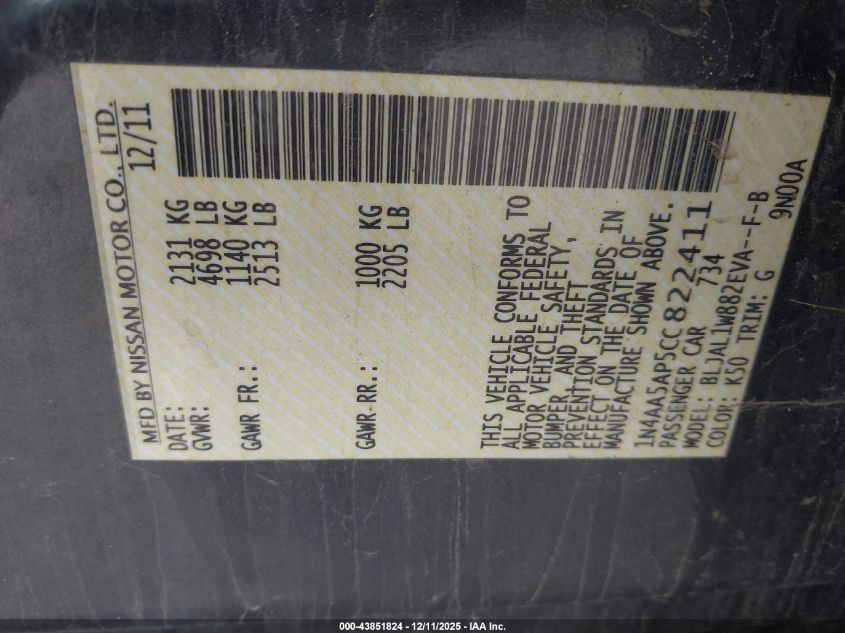 MFD BY NISSAN MOTOR CO., LTD.
DATE: 12/11
GVWR: 2131 KG
4698 LB
GAWR FR.: 1140 KG
2513 LB
GAWR RR.: 1000 KG
2205 LB
THIS VEHICLE CONFORMS TO
ALL APPLICABLE FEDERAL
MOTOR VEHICLE SAFETY,
BUMPER, AND THEFT
PREVENTION STANDARDS IN
EFFECT ON THE DATE OF
MANUFACTURE SHOWN ABOVE.
1N4AA5AP5CC822411
PASSENGER CAR 734
MODEL: BLJALIW882EVA--F-B
COLOR: K50 TRIM: G 9N00A
000-43851824 - 12/11/2025 - IAA Inc.